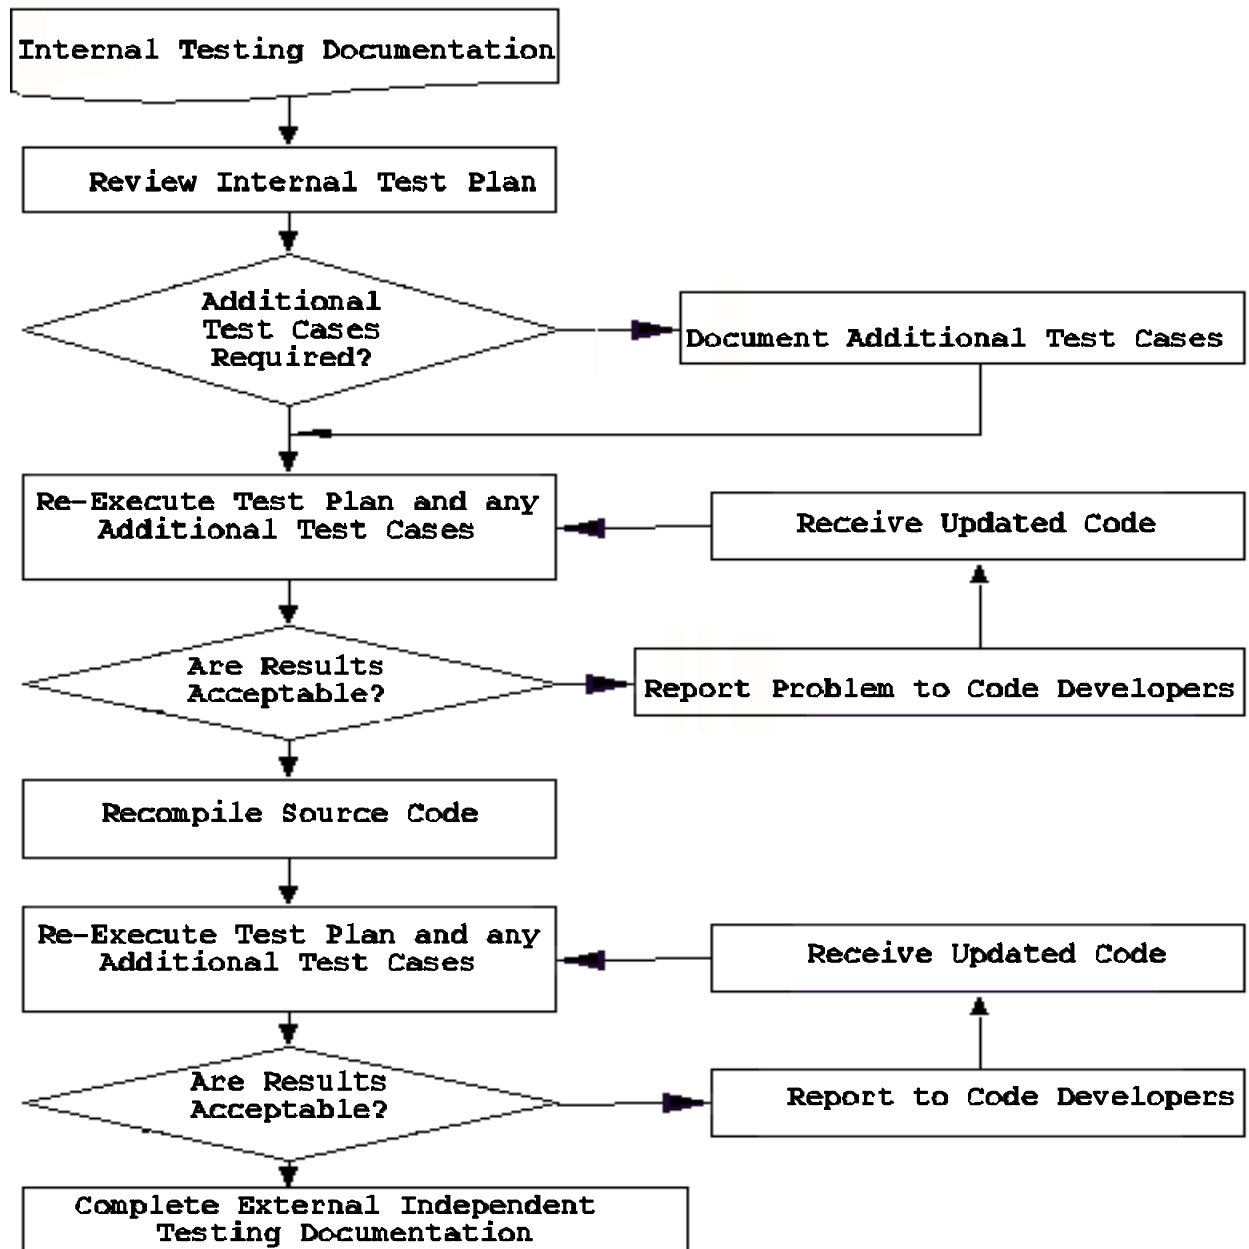 Internal Testing Documentation
Review Internal Test Plan
Additional
Test Cases
Required?
Document Additional Test Cases
Re-Execute Test Plan and any
Additional Test Cases
Receive Updated Code
Are Results
Acceptable?
Report Problem to Code Developers
Recompile Source Code
Re-Execute Test Plan and any
Additional Test Cases
Receive Updated Code
Are Results
Acceptable?
Report to Code Developers
Complete External Independent
Testing Documentation